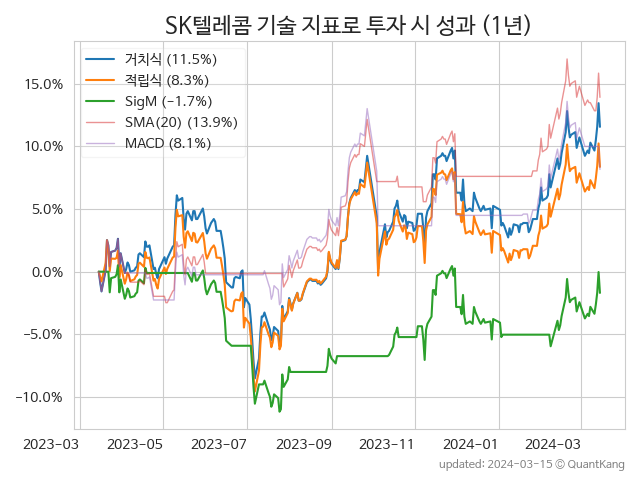 SK텔레콤 기술 지표로 투자 시 성과 (1년)
거치식 (11.5%)
적립식 (8.3%)
SigM (−1.7%)
SMA(20) (13.9%)
MACD (8.1%)
15.0%
10.0%
5.0%
0.0%
−5.0%
−10.0%
2023-03 2023-05 2023-07 2023-09 2023-11 2024-01 2024-03
updated: 2024-03-15 © QuantKang